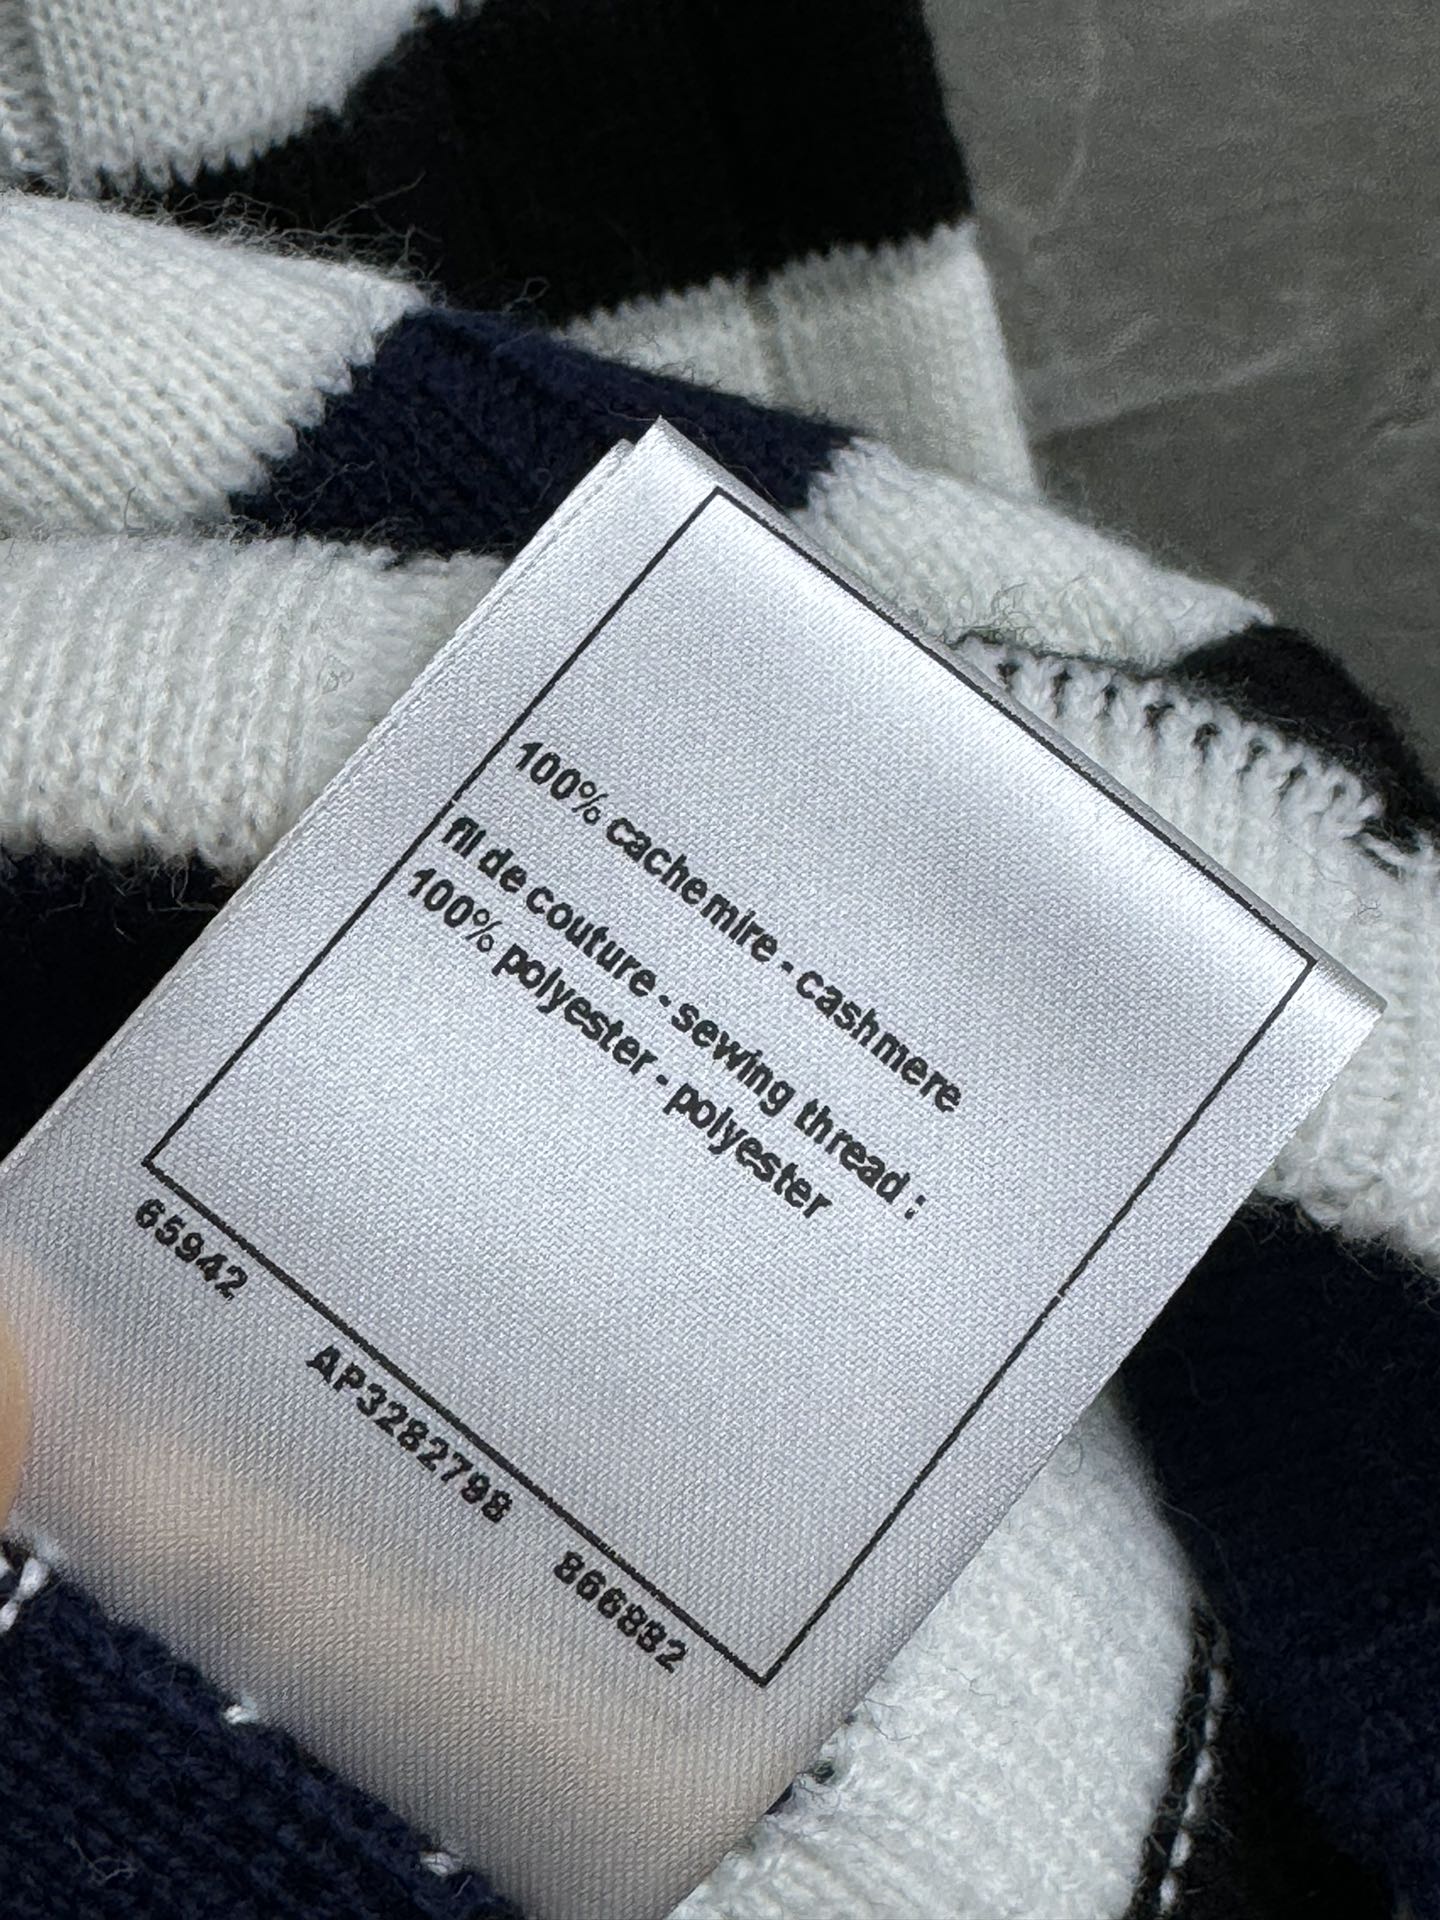 100% cachemire - cashmere
fil de couture - sewing thread :
100% polyester - polyester
65942 AP3282798 866882